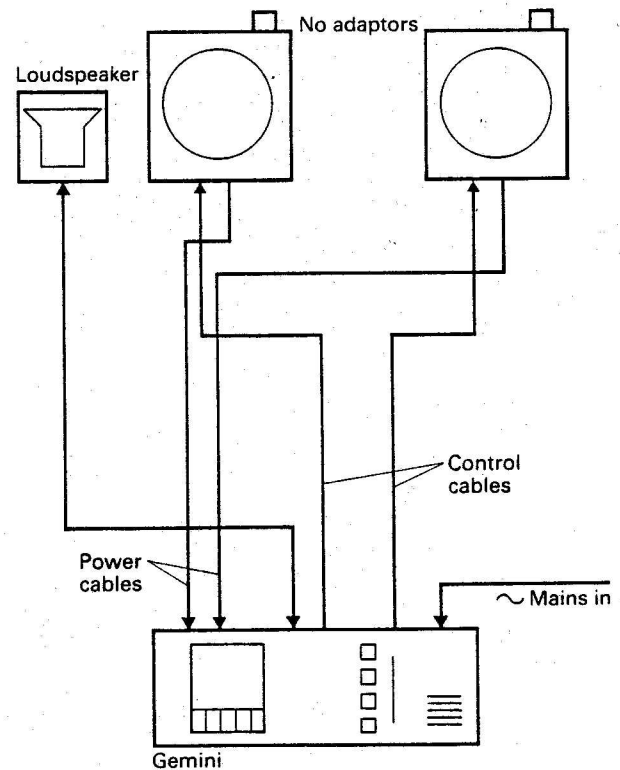 No adaptors
Loudspeaker
Control
cables
Power
cables
~ Mains in
Gemini